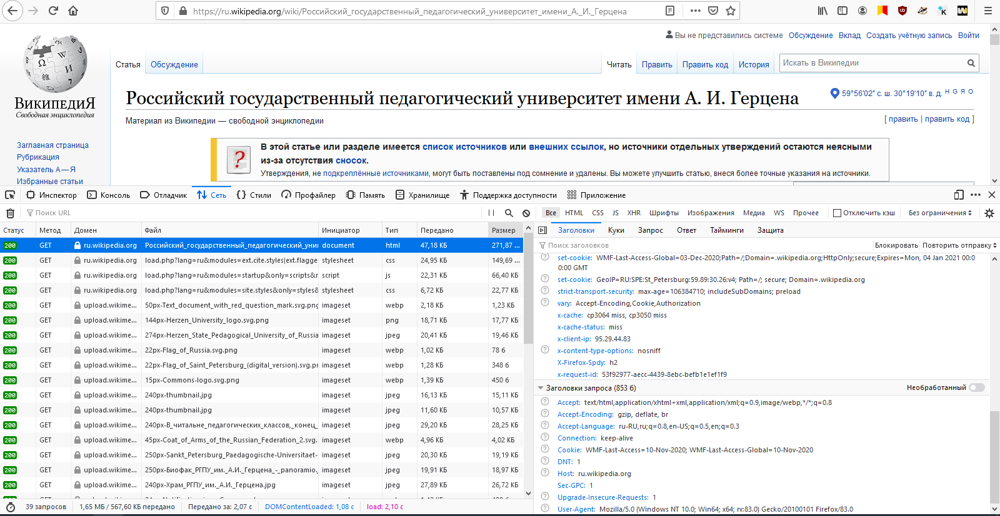 https://ru.wikipedia.org/wiki/Российский_государственный_педагогический_университет_имени_А._И._Герцена
Вы не представились системе Обсуждение Вклад Создать учётную запись Войти
Статья Обсуждение Читать Править Править код История Искать в Википедии
ВикипедиЯ
Свободная энциклопедия
Российский государственный педагогический университет имени А. И. Герцена
59°56′02″ с. ш. 30°19′10″ в. д. H G Я O
Материал из Википедии — свободной энциклопедии
[ править | править код ]
Заглавная страница
Рубрикация
Указатель А — Я
Избранные статьи
В этой статье или разделе имеется список источников или внешних ссылок, но источники отдельных утверждений остаются неясными
из-за отсутствия сносок.
Утверждения, не подкреплённые источниками, могут быть поставлены под сомнение и удалены. Вы можете улучшить статью, внеся более точные указания на источники.
Инспектор Консоль Отладчик Сеть Стили Профайлер Память Хранилище Поддержка доступности Приложение
Поиск URL Все HTML CSS JS XHR Шрифты Изображения Медиа WS Прочее Отключить кэш Без ограничения
Статус Метод Домен Файл Инициатор Тип Передано Размер
200 GET ru.wikipedia.org Российский_государственный_педагогический_уни document html 47,18 КБ 271,87 ...
200 GET ru.wikipedia.org load.php?lang=ru&modules=ext.cite.styles|ext.flagge stylesheet css 24,95 КБ 149,69 ...
200 GET ru.wikipedia.org load.php?lang=ru&modules=startup&only=scripts&r script js 22,31 КБ 66,40 КБ
200 GET ru.wikipedia.org load.php?lang=ru&modules=site.styles&only=styles& stylesheet css 6,72 КБ 22,77 КБ
200 GET upload.wikime... 50px-Text_document_with_red_question_mark.svg.png imageset webp 2,18 КБ 1,23 КБ
200 GET upload.wikime... 144px-Herzen_University_logo.svg.png imageset png 18,71 КБ 17,77 КБ
200 GET upload.wikime... 274px-Herzen_State_Pedagogical_University_of_Russia imageset jpeg 20,41 КБ 19,46 КБ
200 GET upload.wikime... 22px-Flag_of_Russia.svg.png imageset webp 1,02 КБ 78 б
200 GET upload.wikime... 22px-Flag_of_Saint_Petersburg_(digital_version).svg.pr imageset webp 1,28 КБ 348 б
200 GET upload.wikime... 15px-Commons-logo.svg.png imageset webp 1,39 КБ 450 б
200 GET upload.wikime... 240px-thumbnail.jpg imageset jpeg 16,13 КБ 15,11 КБ
200 GET upload.wikime... 240px-thumbnail.jpg imageset jpeg 11,60 КБ 10,57 КБ
200 GET upload.wikime... 240px-В_читальне_педагогических_классов,_конец_ imageset jpeg 29,20 КБ 28,25 КБ
200 GET upload.wikime... 45px-Coat_of_Arms_of_the_Russian_Federation_2.svg. imageset webp 4,96 КБ 4,02 КБ
200 GET upload.wikime... 250px-Sankt_Petersburg_Paedagogische-Universitaet- imageset jpeg 20,30 КБ 19,19 КБ
200 GET upload.wikime... 250px-Биофак_РГПУ_им._А.И._Герцена_-_panoramio. imageset jpeg 19,91 КБ 18,97 КБ
200 GET upload.wikime... 240px-Храм_РГПУ_им._А.И._Герцена.jpg imageset jpeg 27,89 КБ 26,72 КБ
39 запросов 1,65 МБ / 567,60 КБ передано Передано за: 2,07 с DOMContentLoaded: 1,08 с load: 2,10 с
Заголовки Куки Запрос Ответ Тайминги Защита
Поиск заголовков Блокировать Повторить отправку
set-cookie: WMF-Last-Access-Global=03-Dec-2020;Path=/;Domain=.wikipedia.org;HttpOnly;secure;Expires=Mon, 04 Jan 2021 00:0
0:00 GMT
set-cookie: GeoIP=RU:SPE:St_Petersburg:59.89:30.26:v4; Path=/; secure; Domain=.wikipedia.org
strict-transport-security: max-age=106384710; includeSubDomains; preload
vary: Accept-Encoding,Cookie,Authorization
x-cache: cp3064 miss, cp3050 miss
x-cache-status: miss
x-client-ip: 95.29.44.83
x-content-type-options: nosniff
X-Firefox-Spdy: h2
x-request-id: 53f92977-aecc-4439-8ebc-befb1e1ef1f9
Заголовки запроса (853 б) Необработанный
Accept: text/html,application/xhtml+xml,application/xml;q=0.9,image/webp,*/*;q=0.8
Accept-Encoding: gzip, deflate, br
Accept-Language: ru-RU,ru;q=0.8,en-US;q=0.5,en;q=0.3
Connection: keep-alive
Cookie: WMF-Last-Access=10-Nov-2020; WMF-Last-Access-Global=10-Nov-2020
DNT: 1
Host: ru.wikipedia.org
Sec-GPC: 1
Upgrade-Insecure-Requests: 1
User-Agent: Mozilla/5.0 (Windows NT 10.0; Win64; x64; rv:83.0) Gecko/20100101 Firefox/83.0